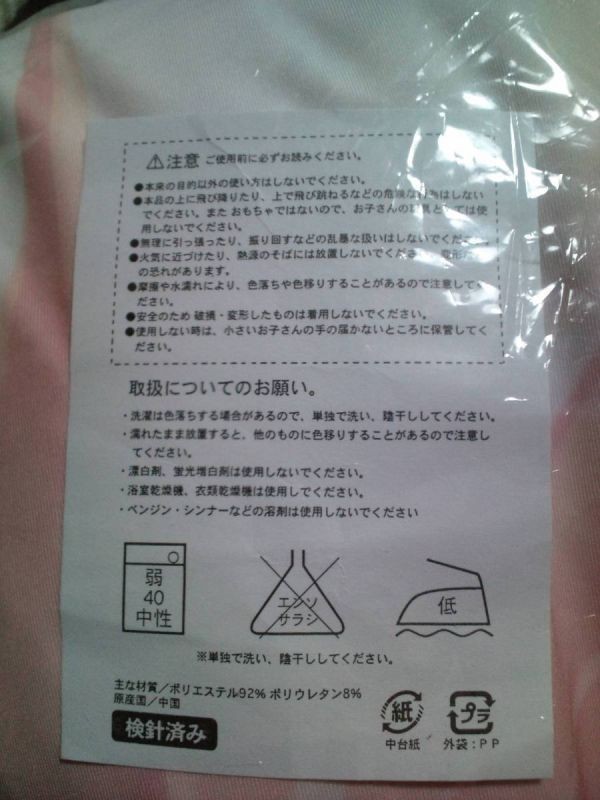 ⚠注意 ご使用前に必ずお読みください。
●本来の目的以外の使い方はしないでください。
●本品の上に飛び降りたり、上で飛び跳ねるなどの危険な行為はしない
でください。また おもちゃではないので、お子さんの玩具としては使
用しないでください。
●無理に引っ張ったり、振り回すなどの乱暴な扱いはしないでください。
●火気に近づけたり、熱源のそばには放置しないでください。変形
の恐れがあります。
●摩擦や水濡れにより、色落ちや色移りすることがあるので注意してく
ださい。
●安全のため 破損・変形したものは着用しないでください。
●使用しない時は、小さいお子さんの手の届かないところに保管してく
ださい。
取扱についてのお願い。
・洗濯は色落ちする場合があるので、単独で洗い、陰干ししてください。
・濡れたまま放置すると、他のものに色移りすることがあるので注意し
てください。
・漂白剤、蛍光増白剤は使用しないでください。
・浴室乾燥機、衣類乾燥機は使用しでください。
・ベンジン・シンナーなどの溶剤は使用しないでください
弱
40
中性
エンソ
サラシ
低
※単独で洗い、陰干ししてください。
主な材質／ポリエステル92% ポリウレタン8%
原産国／中国
検針済み
紙
中台紙
プラ
外袋：PP